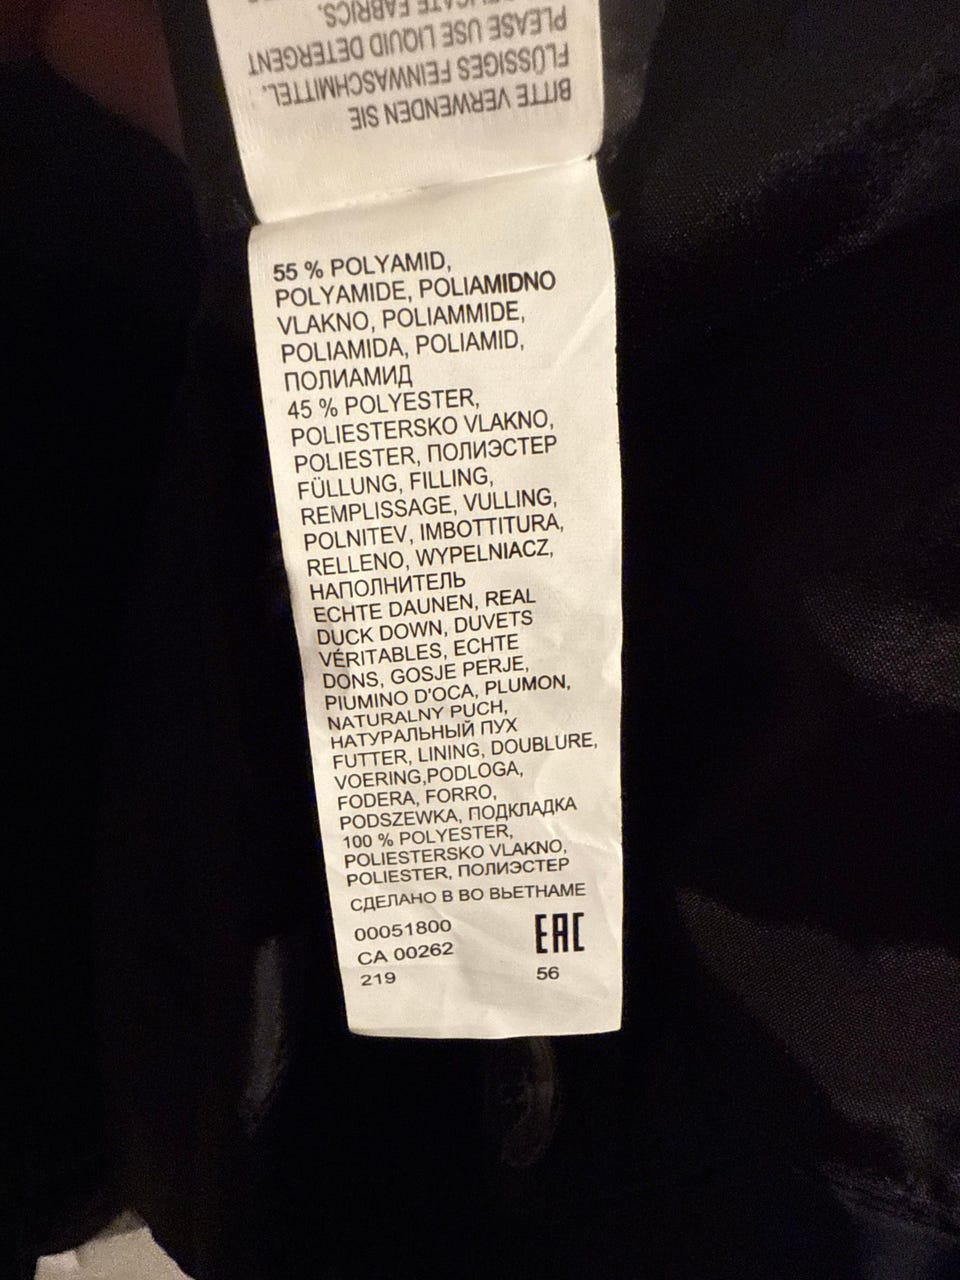 BITTE VERWENDEN SIE
FLÜSSIGES FEINWASCHMITTEL.
PLEASE USE LIQUID DETERGENT
FABRICS.
55 % POLYAMID,
POLYAMIDE, POLIAMIDNO
VLAKNO, POLIAMMIDE,
POLIAMIDA, POLIAMID,
ПОЛИАМИД
45 % POLYESTER,
POLIESTERSKO VLAKNO,
POLIESTER, ПОЛИЭСТЕР
FÜLLUNG, FILLING,
REMPLISSAGE, VULLING,
POLNITEV, IMBOTTITURA,
RELLENO, WYPELNIACZ,
НАПОЛНИТЕЛЬ
ECHTE DAUNEN, REAL
DUCK DOWN, DUVETS
VÉRITABLES, ECHTE
DONS, GOSJE PERJE,
PIUMINO D'OCA, PLUMON,
NATURALNY PUCH,
НАТУРАЛЬНЫЙ ПУХ
FUTTER, LINING, DOUBLURE,
VOERING,PODLOGA,
FODERA, FORRO,
PODSZEWKA, ПОДКЛАДКА
100 % POLYESTER,
POLIESTERSKO VLAKNO,
POLIESTER, ПОЛИЭСТЕР
СДЕЛАНО В ВО ВЬЕТНАМЕ
00051800 EAC
CA 00262
219 56